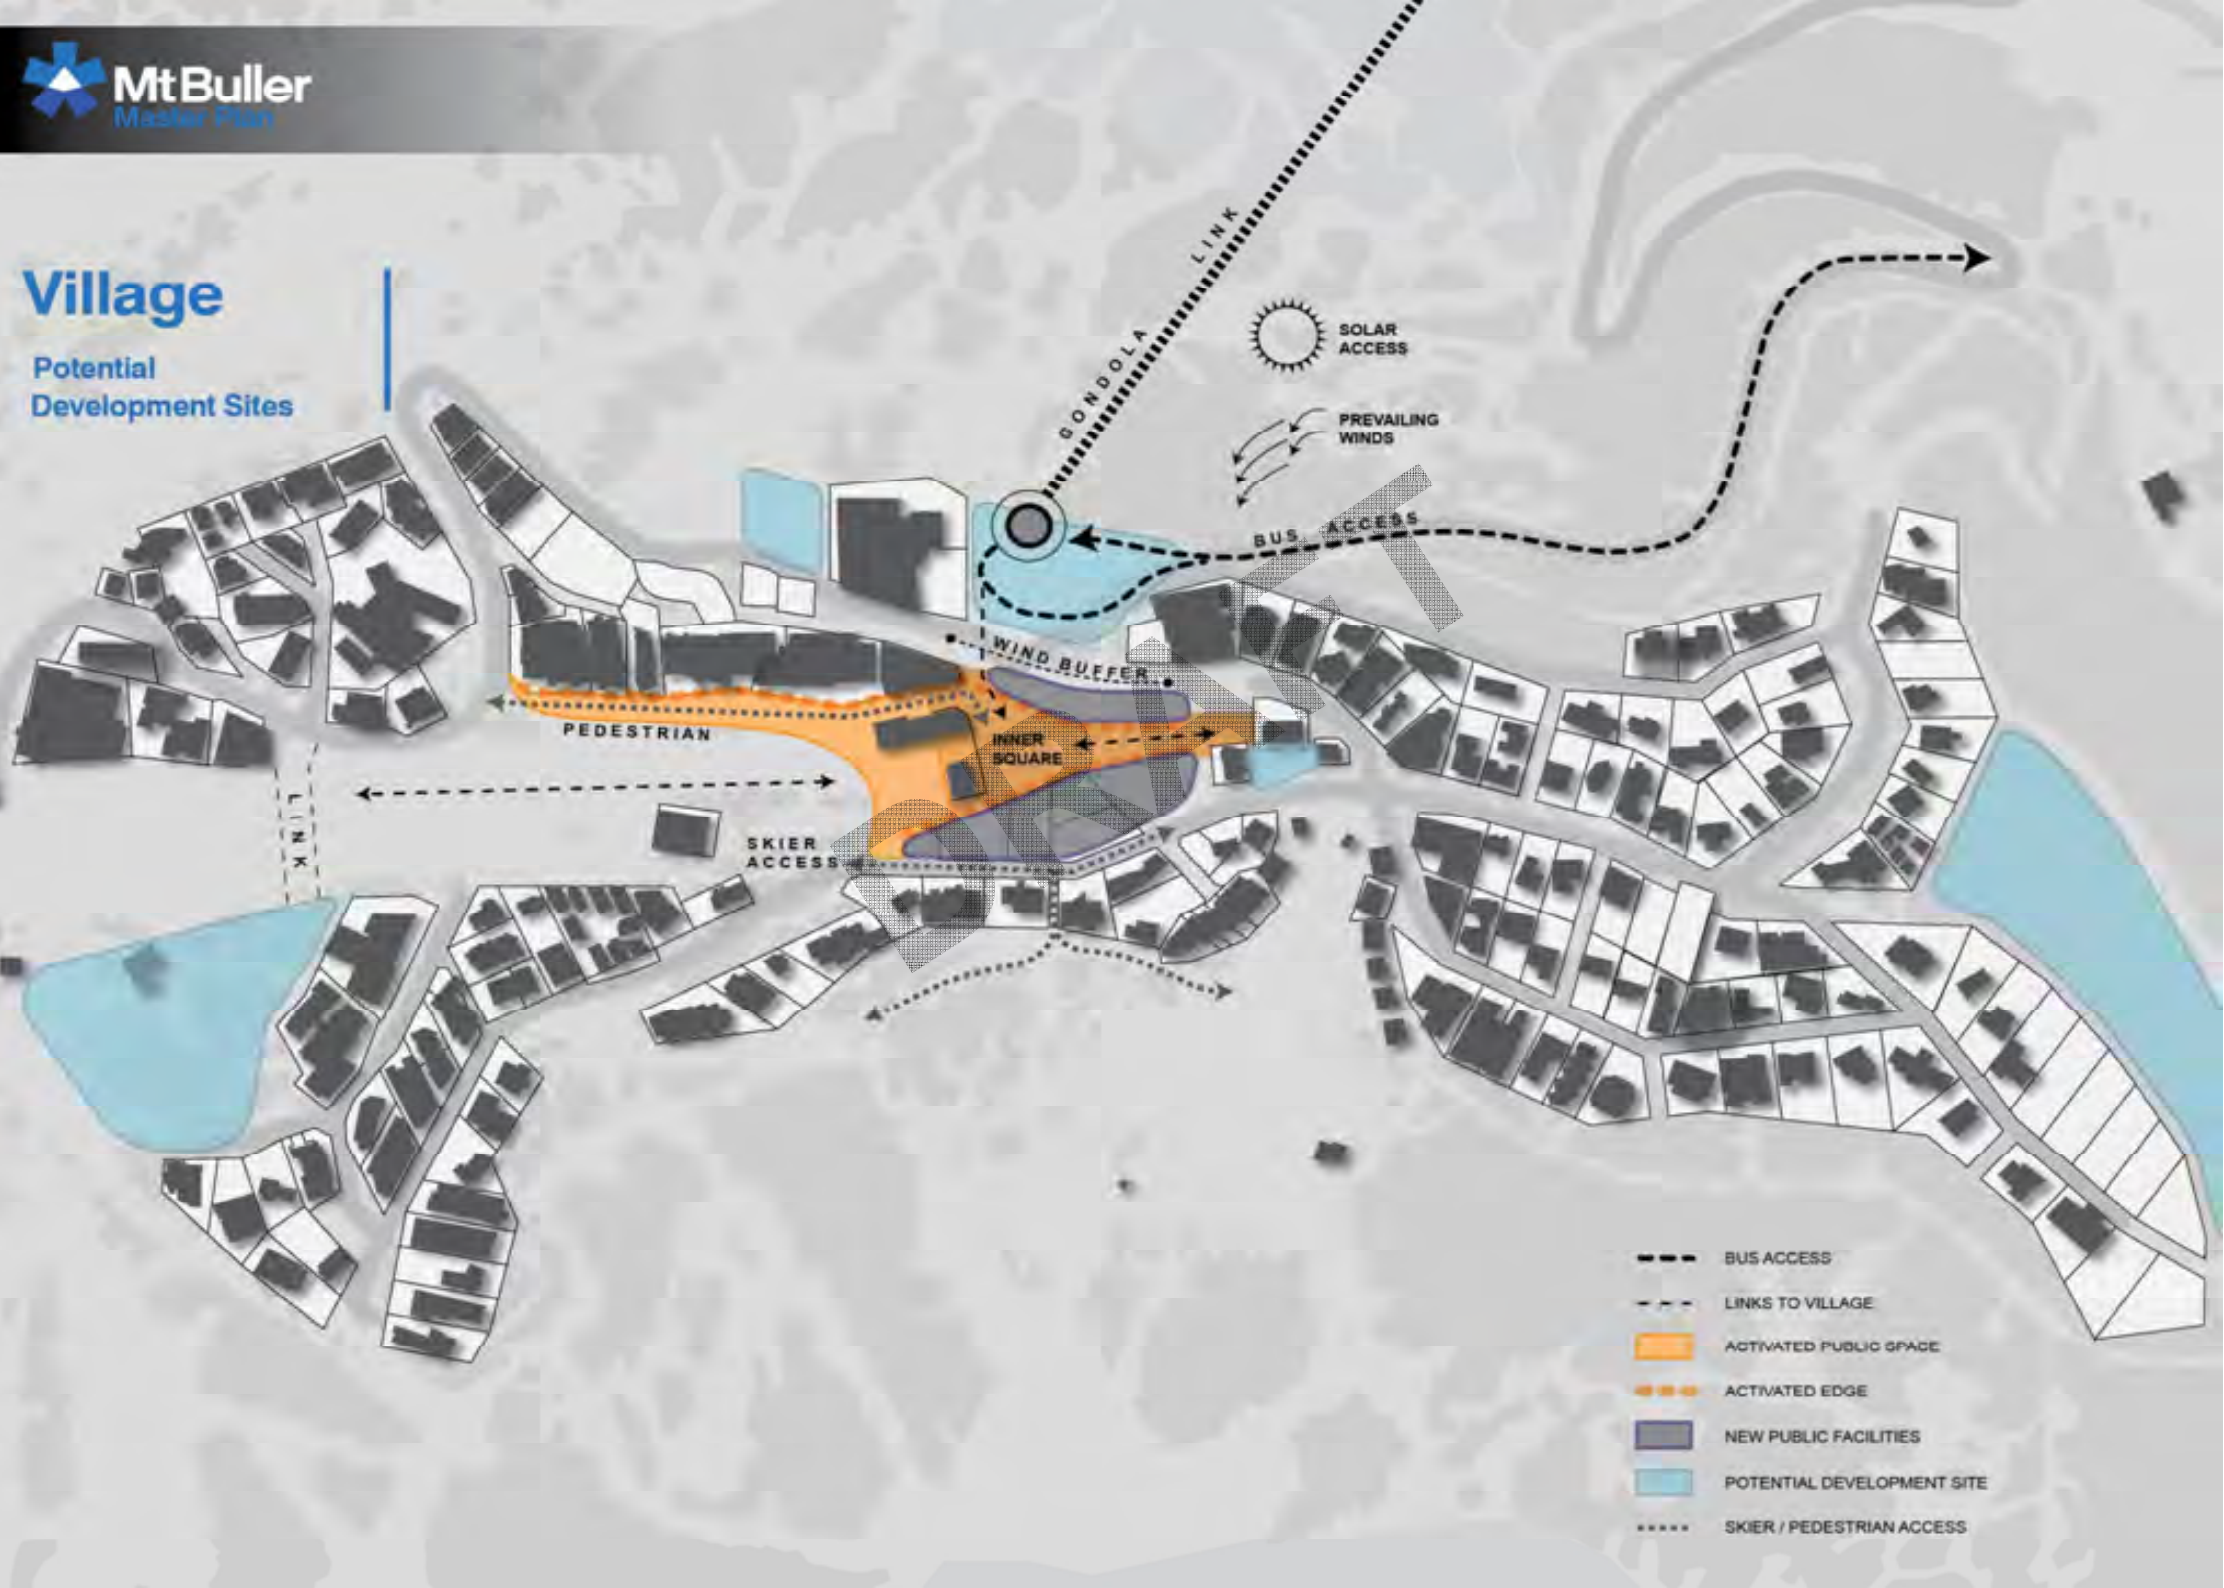 MtBuller
Master Plan
Village
Potential
Development Sites
GONDOLA LINK
SOLAR
ACCESS
PREVAILING
WINDS
BUS ACCESS
WIND BUFFER
PEDESTRIAN
INNER
SQUARE
LINK
SKIER
ACCESS
DRAFT
BUS ACCESS
LINKS TO VILLAGE
ACTIVATED PUBLIC SPACE
ACTIVATED EDGE
NEW PUBLIC FACILITIES
POTENTIAL DEVELOPMENT SITE
SKIER / PEDESTRIAN ACCESS